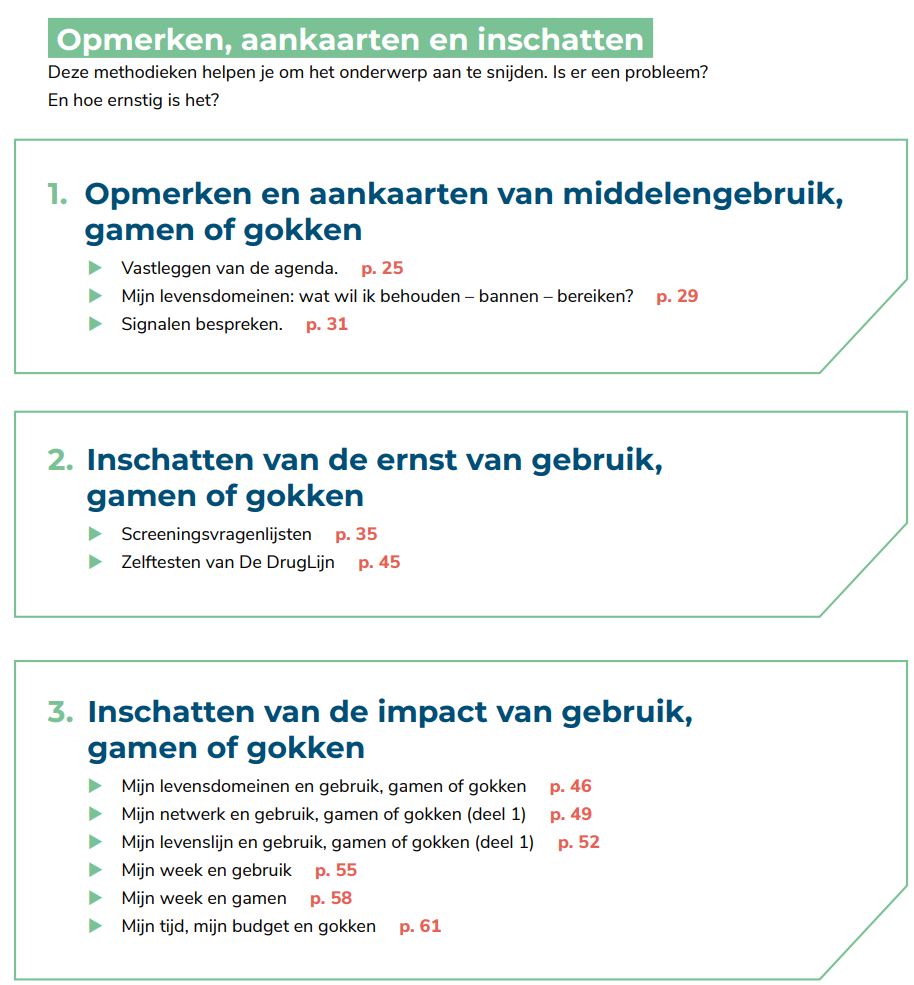 Opmerken, aankaarten en inschatten
Deze methodieken helpen je om het onderwerp aan te snijden. Is er een probleem?
En hoe ernstig is het?
1. Opmerken en aankaarten van middelengebruik,
gamen of gokken
▶ Vastleggen van de agenda. p. 25
▶ Mijn levensdomeinen: wat wil ik behouden – bannen – bereiken? p. 29
▶ Signalen bespreken. p. 31
2. Inschatten van de ernst van gebruik,
gamen of gokken
▶ Screeningsvragenlijsten p. 35
▶ Zelftesten van De DrugLijn p. 45
3. Inschatten van de impact van gebruik,
gamen of gokken
▶ Mijn levensdomeinen en gebruik, gamen of gokken p. 46
▶ Mijn netwerk en gebruik, gamen of gokken (deel 1) p. 49
▶ Mijn levenslijn en gebruik, gamen of gokken (deel 1) p. 52
▶ Mijn week en gebruik p. 55
▶ Mijn week en gamen p. 58
▶ Mijn tijd, mijn budget en gokken p. 61